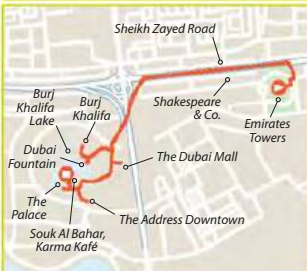 Sheikh Zayed Road
Burj
Khalifa
Lake
Burj
Khalifa
Shakespeare
& Co.
Emirates
Towers
Dubai
Fountain
The Dubai Mall
The
Palace
The Address Downtown
Souk Al Bahar,
Karma Kafé